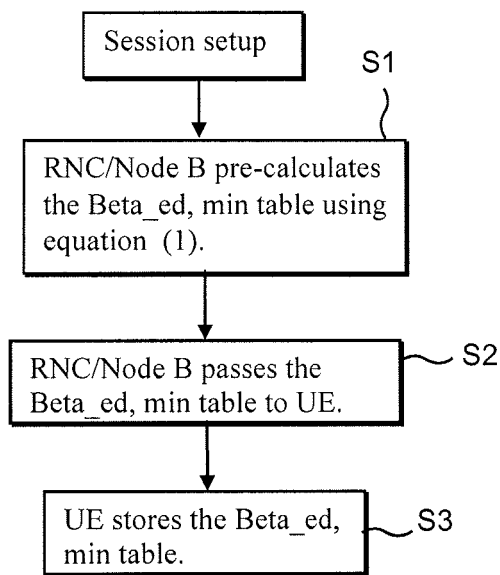 Session setup
S1
RNC/Node B pre-calculates
the Beta_ed, min table using
equation (1).
RNC/Node B passes the
Beta_ed, min table to UE.
S2
UE stores the Beta_ed,
min table.
S3